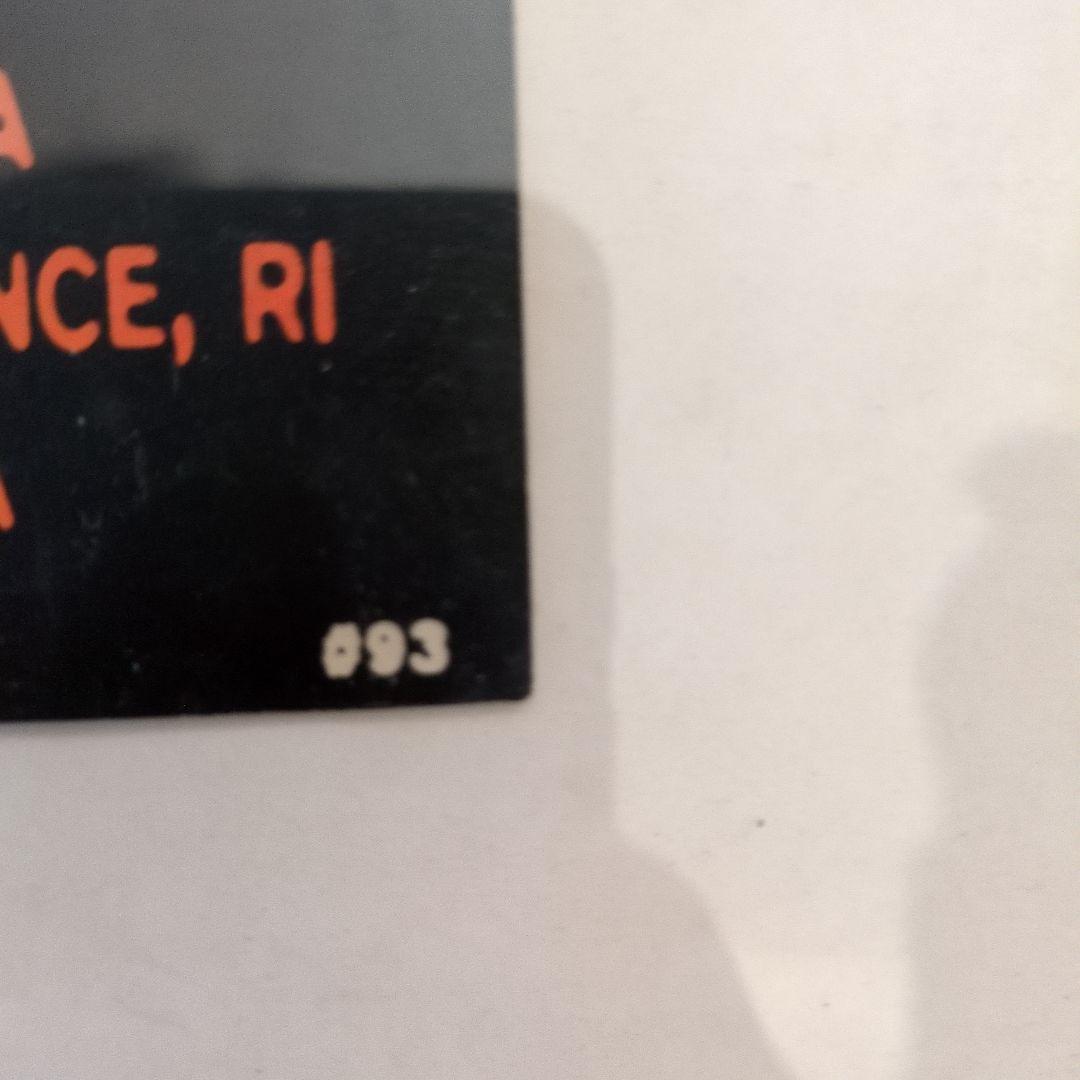 A
NCE, RI
#93